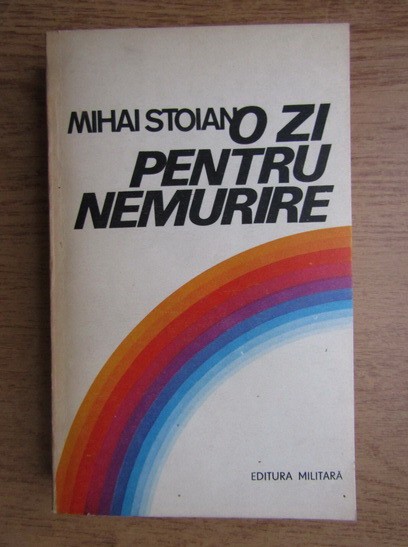 MIHAI STOIAN O ZI
PENTRU
NEMURIRE
EDITURA MILITARĂ